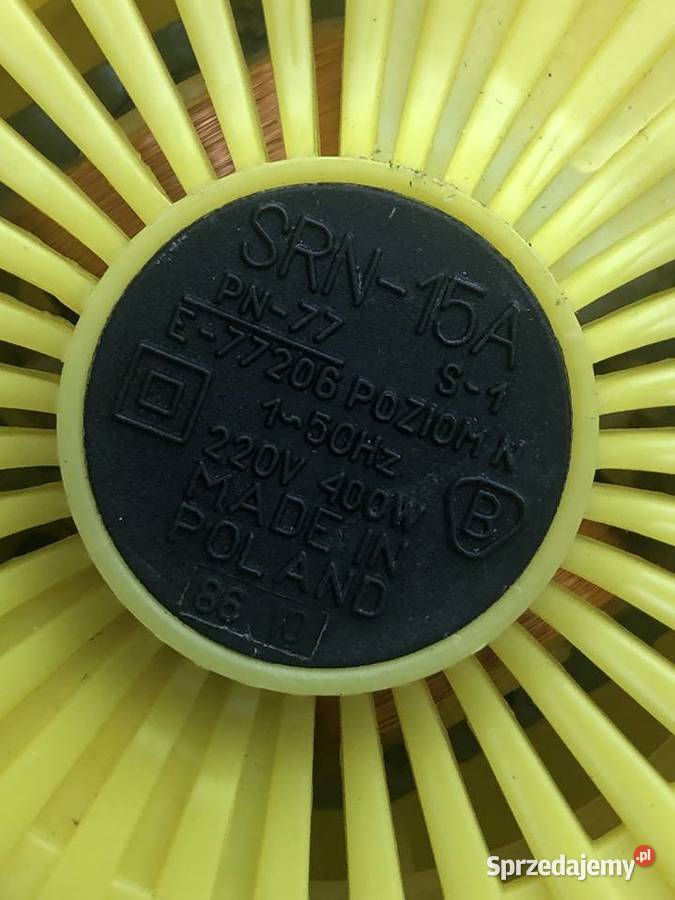 SRN-15A
PN-77 S-1
E-77206 POZIOM N
1~50Hz
220V 400W B
MADE IN
POLAND
86 10
Sprzedajemy.pl